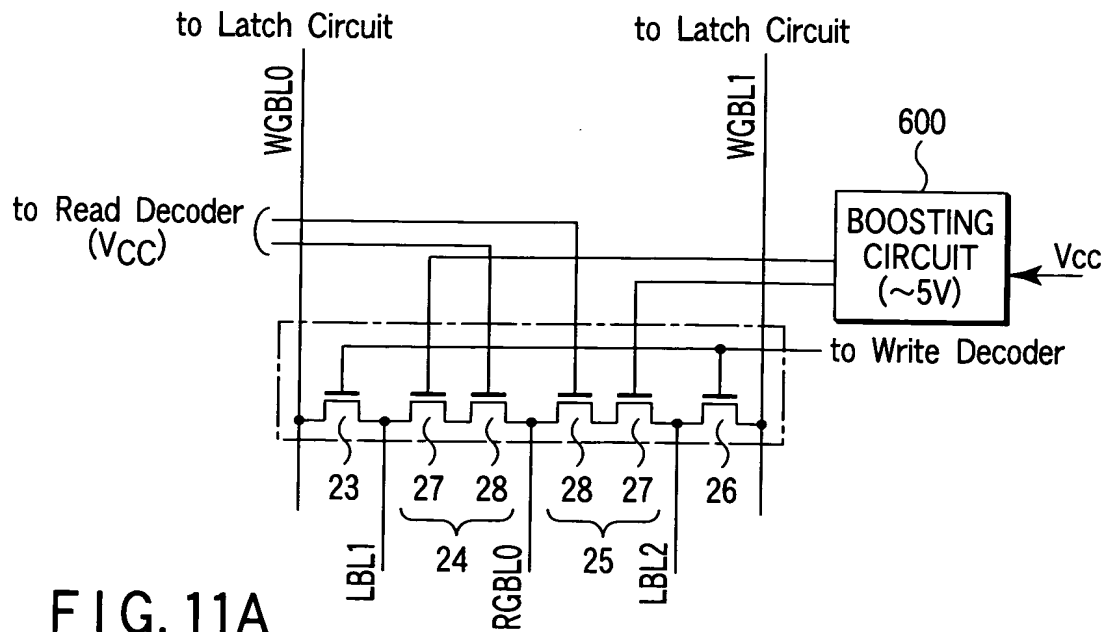 to Latch Circuit
to Latch Circuit
WGBL0
WGBL1
600
to Read Decoder
(VCC)
BOOSTING
CIRCUIT
(~5V)
Vcc
to Write Decoder
23
27
28
28
27
26
24
25
LBL1
RGBL0
LBL2
FIG. 11A